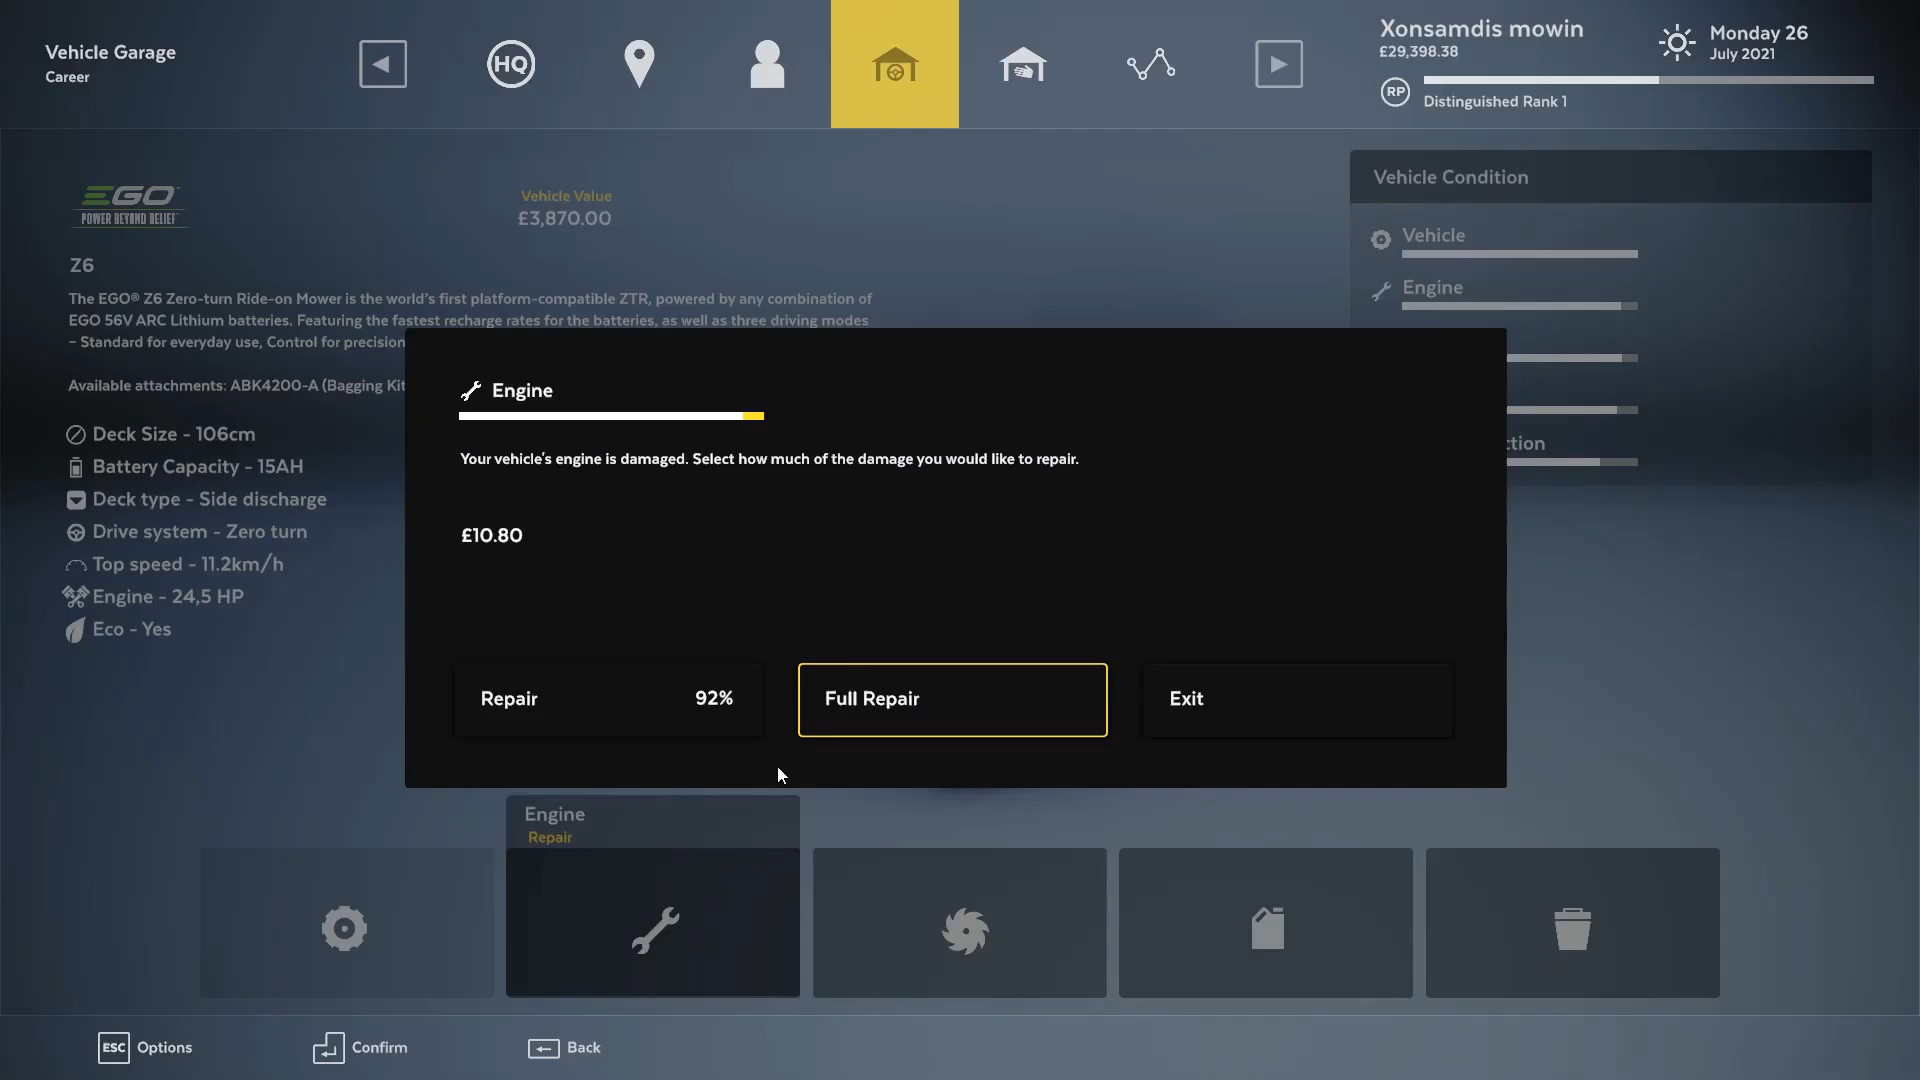 Vehicle Garage
Career
HQ
Xonsamdis mowin
£29,398.38
Monday 26
July 2021
RP
Distinguished Rank 1
EGO
POWER BEYOND BELIEF
Vehicle Value
£3,870.00
Vehicle Condition
Vehicle
Engine
Z6
The EGO® Z6 Zero-turn Ride-on Mower is the world's first platform-compatible ZTR, powered by any combination of
EGO 56V ARC Lithium batteries. Featuring the fastest recharge rates for the batteries, as well as three driving modes
– Standard for everyday use, Control for precision
Available attachments: ABK4200-A (Bagging Kit
Deck Size - 106cm
Battery Capacity - 15AH
Deck type - Side discharge
Drive system - Zero turn
Top speed - 11.2km/h
Engine - 24,5 HP
Eco - Yes
Engine
Your vehicle's engine is damaged. Select how much of the damage you would like to repair.
£10.80
Repair 92%
Full Repair
Exit
Engine
Repair
ESC Options
Confirm
Back